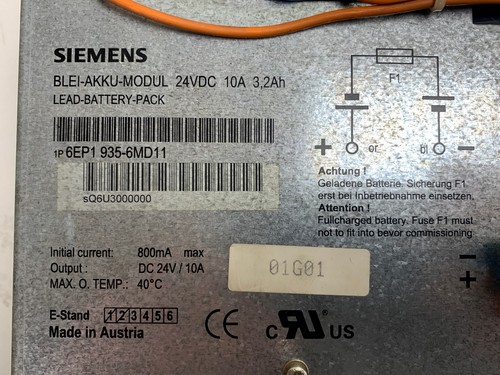 SIEMENS
BLEI-AKKU-MODUL 24VDC 10A 3,2Ah
LEAD-BATTERY-PACK
1P 6EP1 935-6MD11
sQ6U3000000
F1
+ or bl -
Achtung !
Geladene Batterie. Sicherung F1
erst bei Inbetriebnahme einsetzen.
Attention !
Fullcharged battery. Fuse F1 must
not to fit into bevor commissioning
Initial current: 800mA max
Output : DC 24V / 10A
MAX. O. TEMP.: 40°C
01G01
-
+
E-Stand 1 2 3 4 5 6
Made in Austria
CE
c RU US